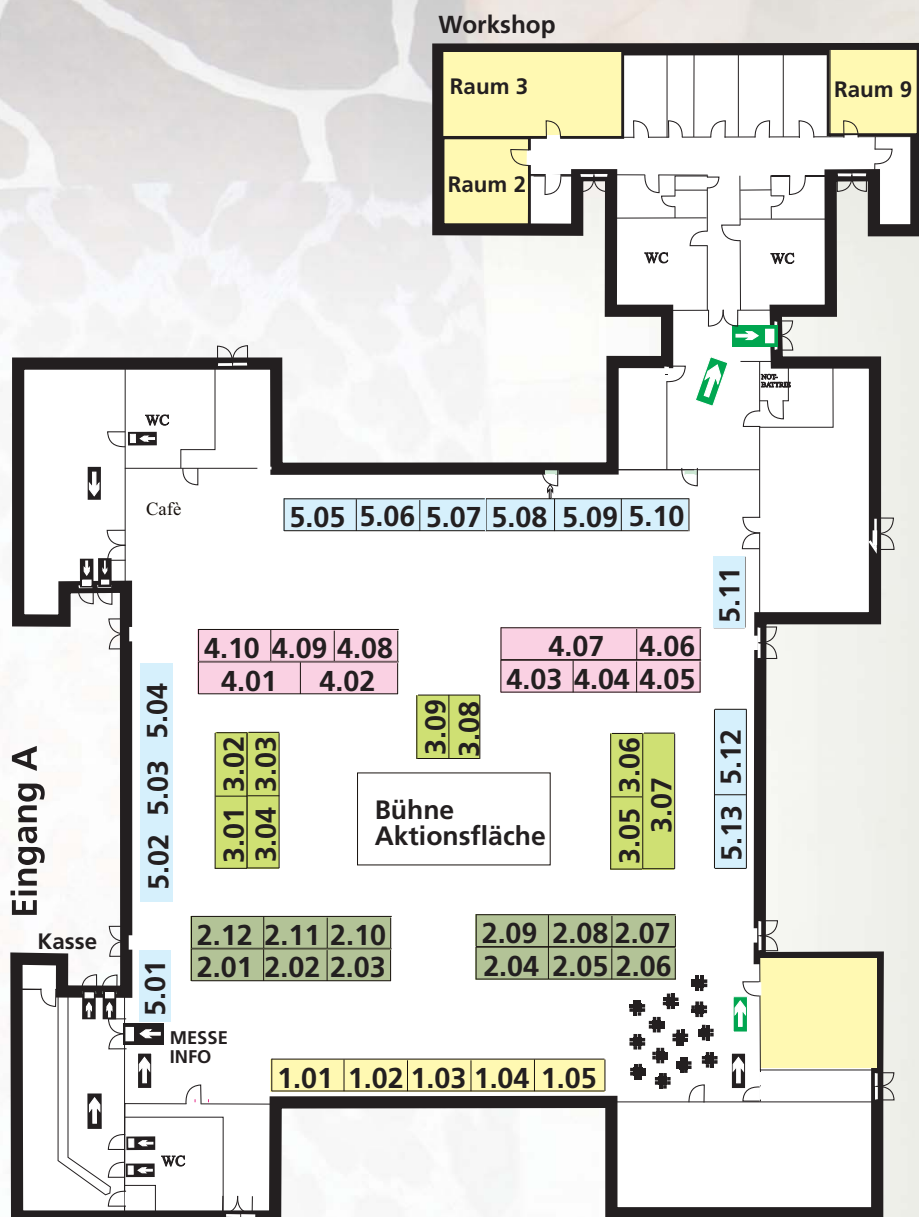 Workshop
Raum 3
Raum 9
Raum 2
WC
WC
NOT-
BATTRIE
WC
Cafè
5.05 5.06 5.07 5.08 5.09 5.10
5.11
4.10 4.09 4.08
4.01 4.02
4.07 4.06
4.03 4.04 4.05
5.04
5.03
5.02
3.09 3.08
3.02 3.03
3.01 3.04
3.06
3.05
3.07
5.12
5.13
Bühne
Aktionsfläche
Eingang A
Kasse
5.01
2.12 2.11 2.10
2.01 2.02 2.03
2.09 2.08 2.07
2.04 2.05 2.06
MESSE
INFO
1.01 1.02 1.03 1.04 1.05
WC